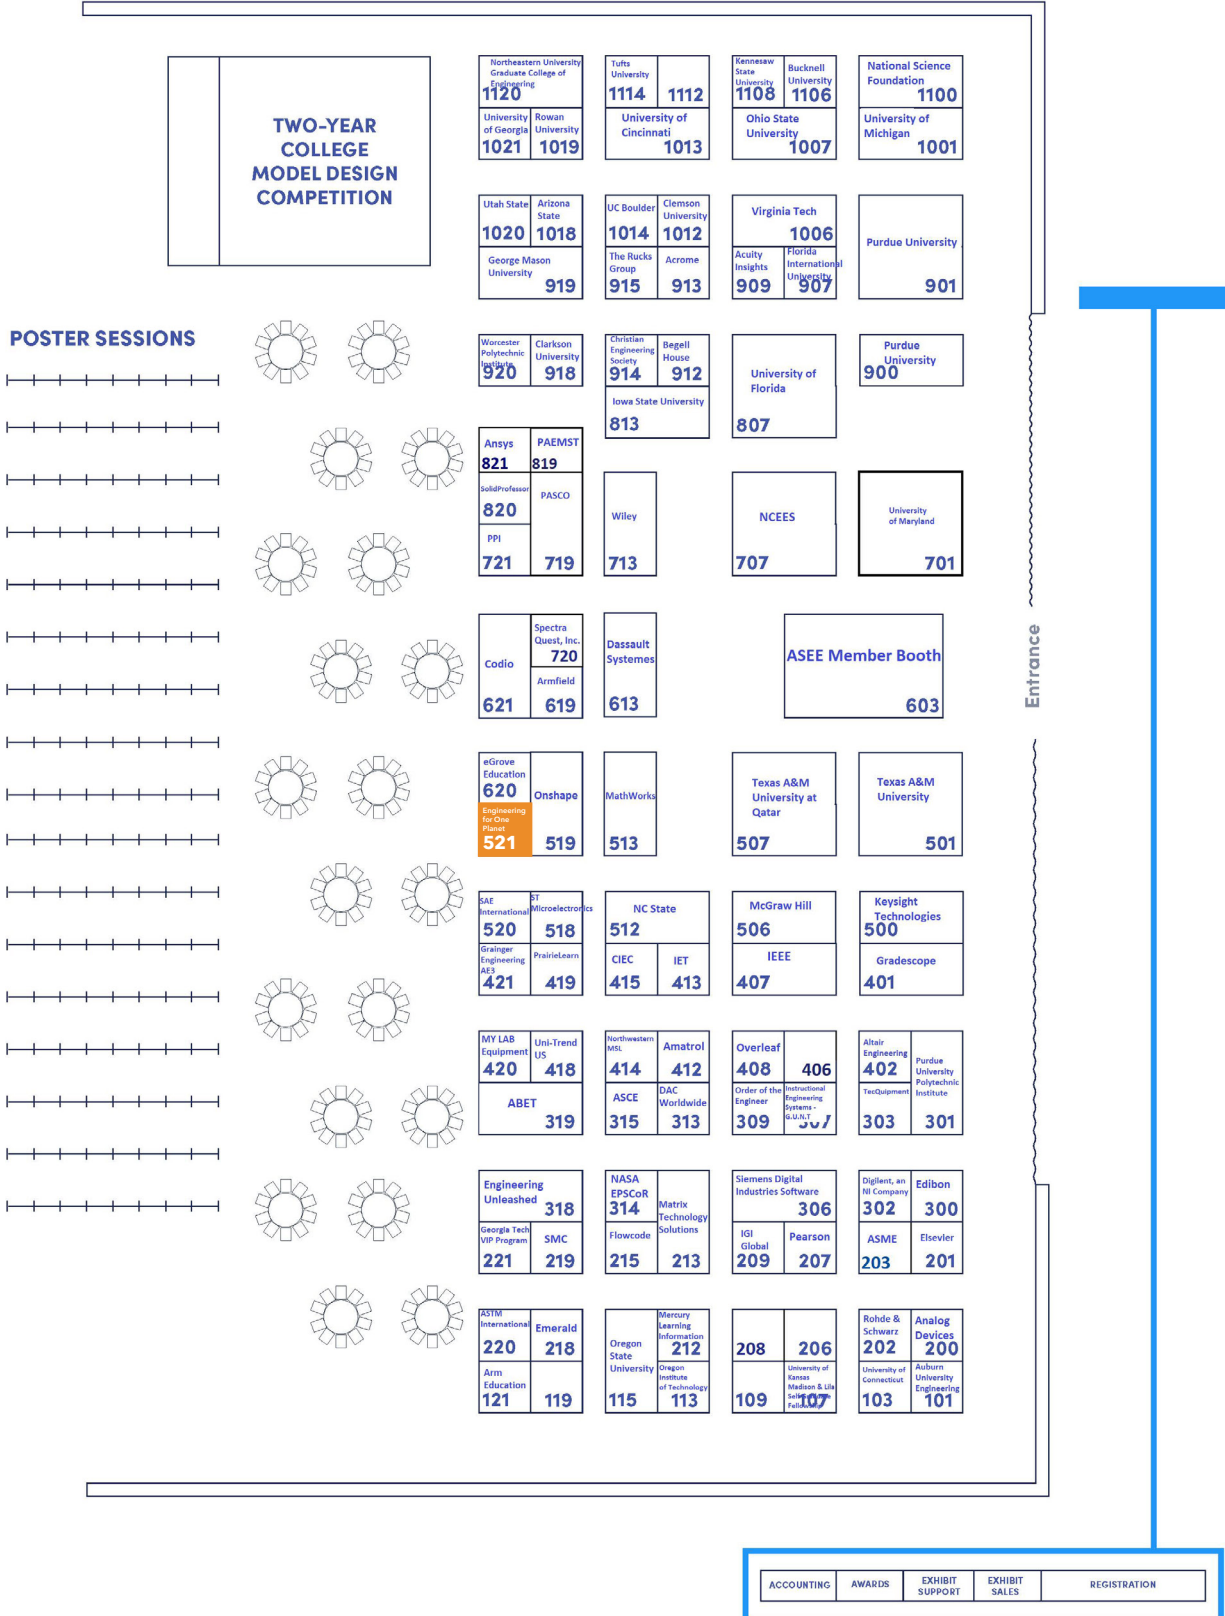 TWO-YEAR
COLLEGE
MODEL DESIGN
COMPETITION
Northeastern University
Graduate College of
Engineering
1120
Tufts
University
1114
1112
Kennesaw
State
University
1108
Bucknell
University
1106
National Science
Foundation
1100
University
of Georgia
1021
Rowan
University
1019
University of
Cincinnati
1013
Ohio State
University
1007
University of
Michigan
1001
Utah State
1020
Arizona
State
1018
UC Boulder
1014
Clemson
University
1012
Virginia Tech
1006
Purdue University
901
George Mason
University
919
The Rucks
Group
915
Acrome
913
Acuity
Insights
909
Florida
International
University
907
POSTER SESSIONS
Worcester
Polytechnic
Institute
920
Clarkson
University
918
Christian
Engineering
Society
914
Begell
House
912
University of
Florida
807
Purdue
University
900
Iowa State University
813
Ansys
821
PAEMST
819
SolidProfessor
820
PASCO
719
PPI
721
Wiley
713
NCEES
707
University
of Maryland
701
Codio
621
Spectra
Quest, Inc.
720
Armfield
619
Dassault
Systemes
613
ASEE Member Booth
603
Entrance
eGrove
Education
620
Onshape
519
Engineering
for One
Planet
521
MathWorks
513
Texas A&M
University at
Qatar
507
Texas A&M
University
501
SAE
International
520
ST
Microelectronics
518
NC State
512
McGraw Hill
506
Keysight
Technologies
500
Grainger
Engineering
AE3
421
PrairieLearn
419
CIEC
415
IET
413
IEEE
407
Gradescope
401
MY LAB
Equipment
420
Uni-Trend
US
418
Northwestern
MSL
414
Amatrol
412
Overleaf
408
406
Altair
Engineering
402
Purdue
University
Polytechnic
Institute
301
ABET
319
ASCE
315
DAC
Worldwide
313
Order of the
Engineer
309
Instructional
Engineering
Systems -
G.U.N.T
307
TecQuipment
303
Engineering
Unleashed
318
NASA
EPSCoR
314
Matrix
Technology
Solutions
213
Siemens Digital
Industries Software
306
Digilent, an
NI Company
302
Edibon
300
Georgia Tech
VIP Program
221
SMC
219
Flowcode
215
IGI
Global
209
Pearson
207
ASME
203
Elsevier
201
ASTM
International
220
Emerald
218
Oregon
State
University
115
Mercury
Learning
Information
212
208
206
Rohde &
Schwarz
202
Analog
Devices
200
Arm
Education
121
119
Oregon
Institute
of Technology
113
109
University of
Kansas
Madison & Lila
Self Graduate
Fellowship
107
University of
Connecticut
103
Auburn
University
Engineering
101
ACCOUNTING
AWARDS
EXHIBIT
SUPPORT
EXHIBIT
SALES
REGISTRATION